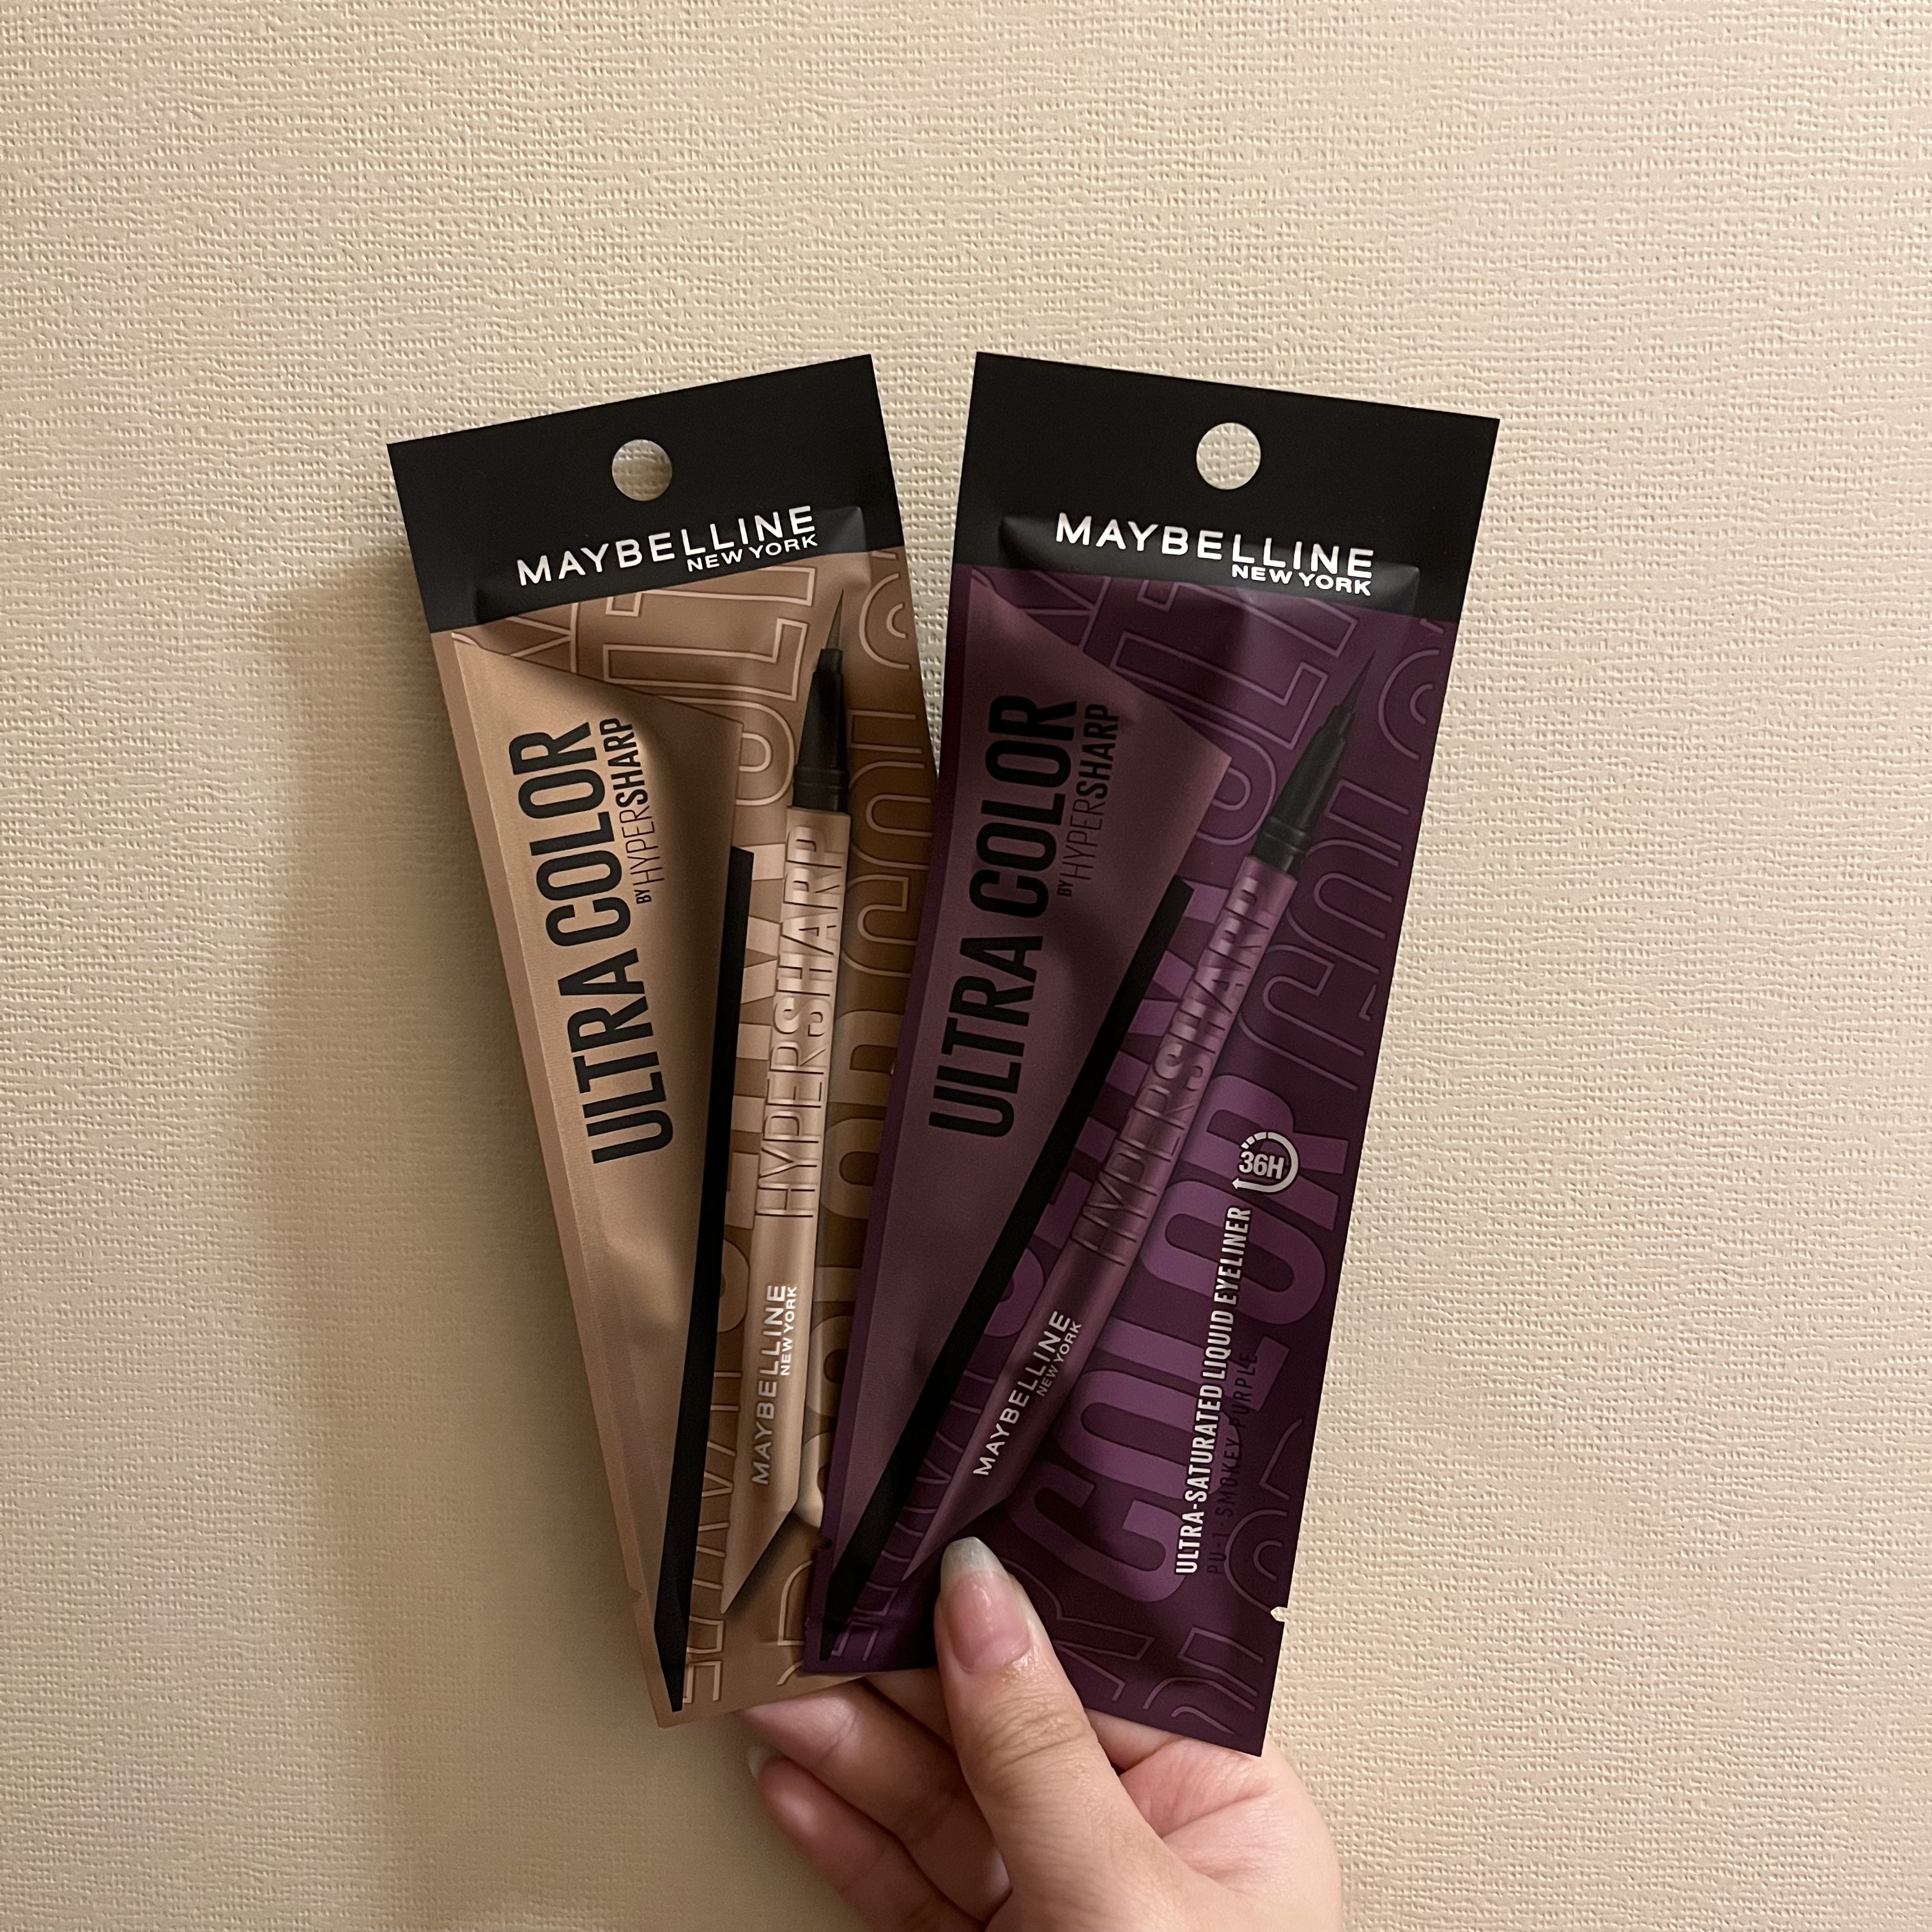 MAYBELLINE
NEW YORK
ULTRA COLOR
BY HYPERSHARP
HYPERSHARP
MAYBELLINE
NEW YORK
MAYBELLINE
NEW YORK
ULTRA COLOR
BY HYPERSHARP
HYPERSHARP
MAYBELLINE
NEW YORK
COLOR
36H
ULTRA-SATURATED LIQUID EYELINER
PU-1-SMOKEY PURPLE